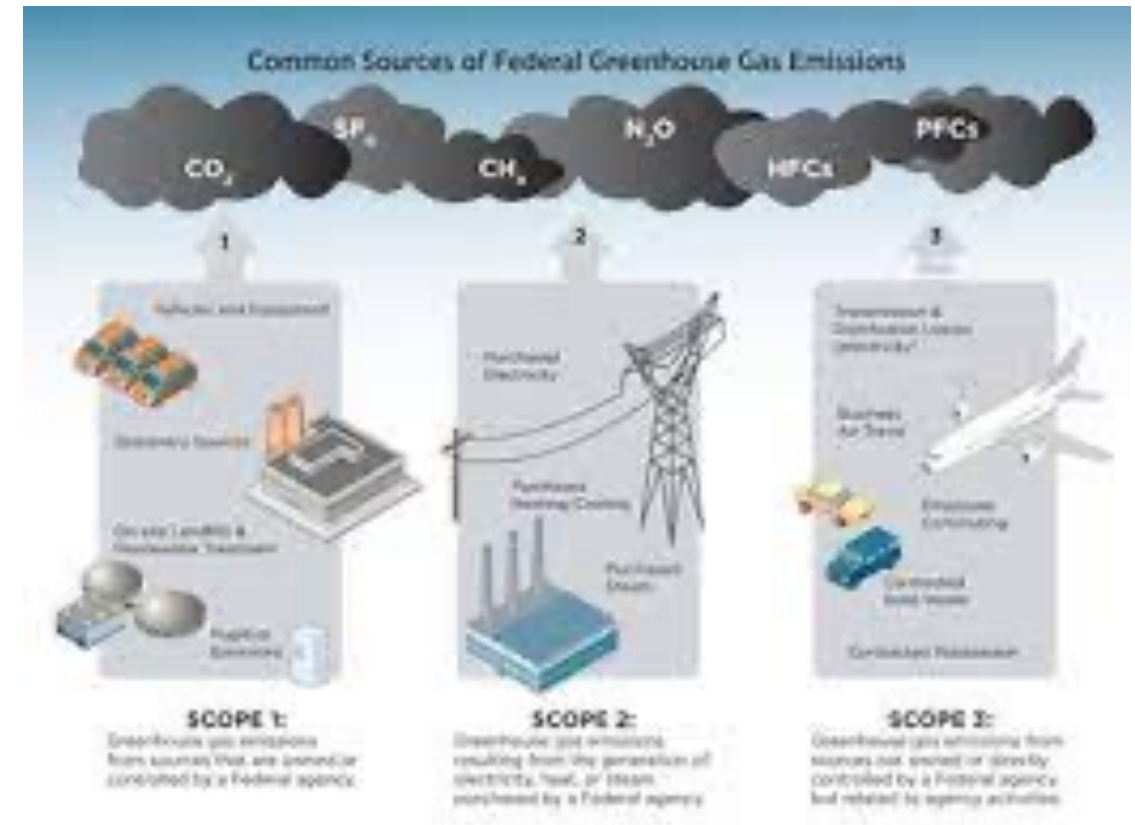 Common Sources of Federal Greenhouse Gas Emissions
SF₆
N₂O
PFCs
CO₂
CH₄
HFCs
1
2
3
Vehicles and Equipment
Stationary Sources
On-site Landfills &
Wastewater Treatment
Fugitive
Emissions
Purchased
Electricity
Purchased
Heating/Cooling
Purchased
Steam
Transmission &
Distribution Losses
Business
Air Travel
Employee
Commuting
Contracted
Solid Waste
Contracted Wastewater
SCOPE 1:
Greenhouse gas emissions
from sources that are owned or
controlled by a Federal agency.
SCOPE 2:
Greenhouse gas emissions
resulting from the generation of
electricity, heat, or steam
purchased by a Federal agency.
SCOPE 3:
Greenhouse gas emissions from
sources not owned or directly
controlled by a Federal agency
but related to agency activities.